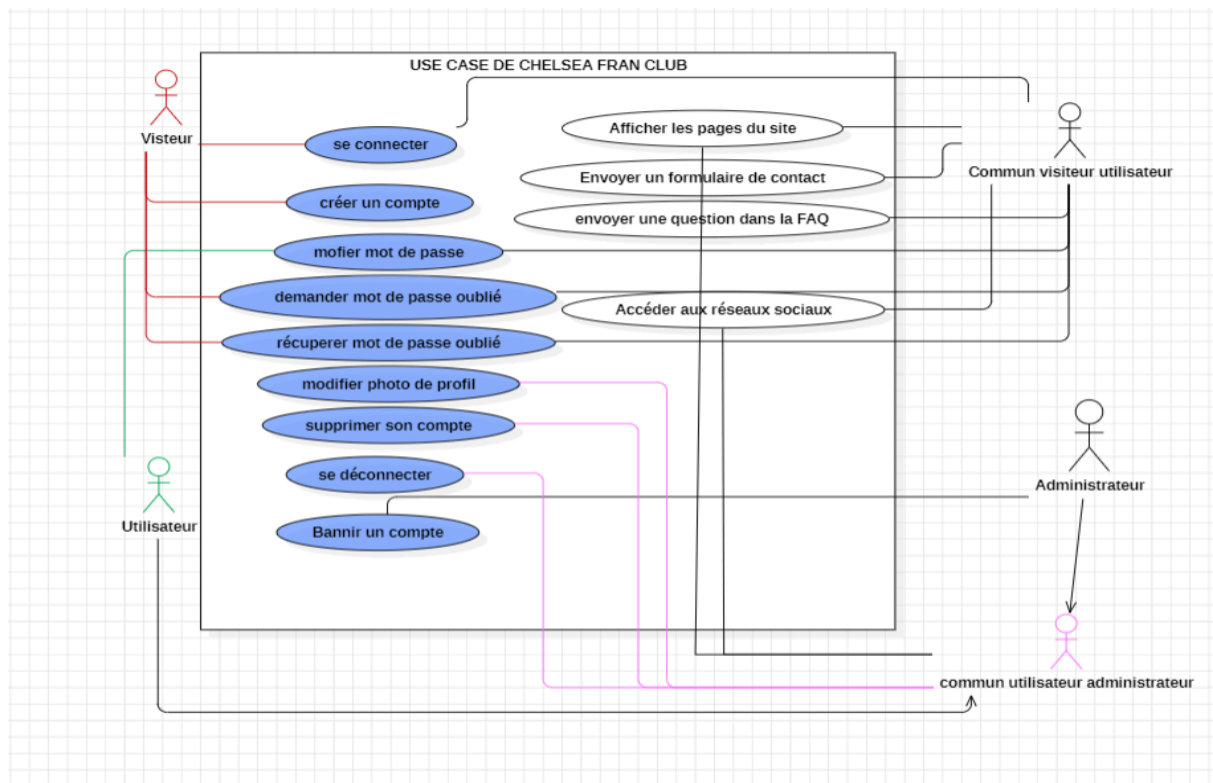 USE CASE DE CHELSEA FRAN CLUB
Visteur
se connecter
créer un compte
mofier mot de passe
demander mot de passe oublié
récuperer mot de passe oublié
modifier photo de profil
supprimer son compte
se déconnecter
Bannir un compte
Afficher les pages du site
Envoyer un formulaire de contact
envoyer une question dans la FAQ
Accéder aux réseaux sociaux
Commun visiteur utilisateur
Administrateur
Utilisateur
commun utilisateur administrateur